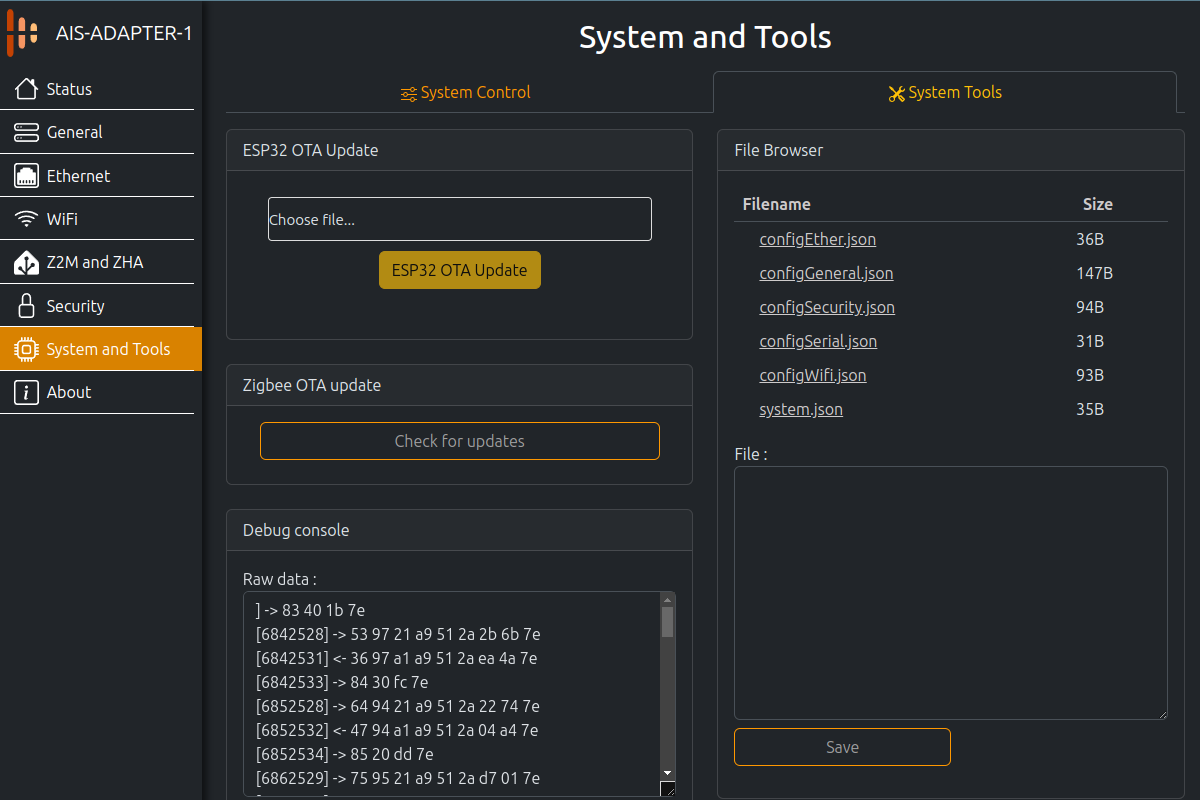 AIS-ADAPTER-1
Status
General
Ethernet
WiFi
Z2M and ZHA
Security
System and Tools
About
System and Tools
System Control
System Tools
ESP32 OTA Update
Choose file...
ESP32 OTA Update
Zigbee OTA update
Check for updates
Debug console
Raw data :
] -> 83 40 1b 7e
[6842528] -> 53 97 21 a9 51 2a 2b 6b 7e
[6842531] <- 36 97 a1 a9 51 2a ea 4a 7e
[6842533] -> 84 30 fc 7e
[6852528] -> 64 94 21 a9 51 2a 22 74 7e
[6852532] <- 47 94 a1 a9 51 2a 04 a4 7e
[6852534] -> 85 20 dd 7e
[6862529] -> 75 95 21 a9 51 2a d7 01 7e
File Browser
Filename Size
configEther.json 36B
configGeneral.json 147B
configSecurity.json 94B
configSerial.json 31B
configWifi.json 93B
system.json 35B
File :
Save